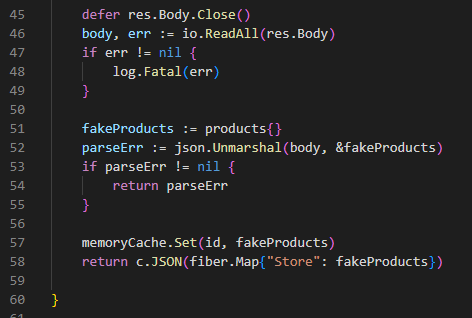 45 defer res.Body.Close()
46 body, err := io.ReadAll(res.Body)
47 if err != nil {
48 log.Fatal(err)
49 }
50
51 fakeProducts := products{}
52 parseErr := json.Unmarshal(body, &fakeProducts)
53 if parseErr != nil {
54 return parseErr
55 }
56
57 memoryCache.Set(id, fakeProducts)
58 return c.JSON(fiber.Map{"Store": fakeProducts})
59
60 }